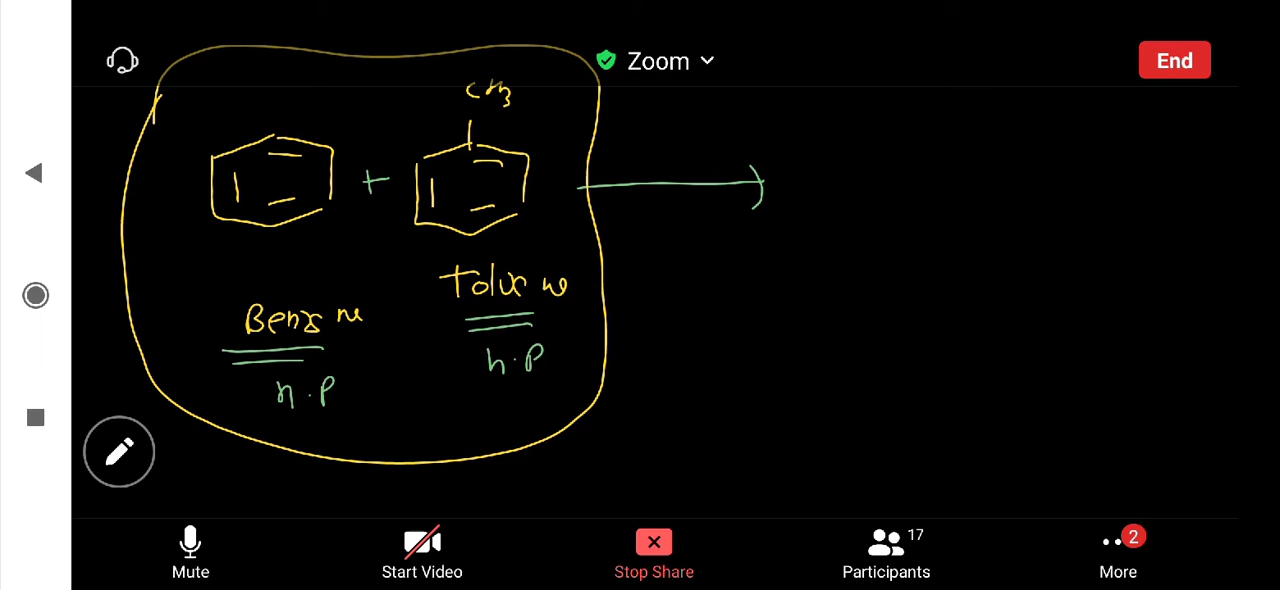 Zoom
End
CH3
+
Toluene
Benzene
n.p
n.p
Mute
Start Video
Stop Share
Participants
17
More
2